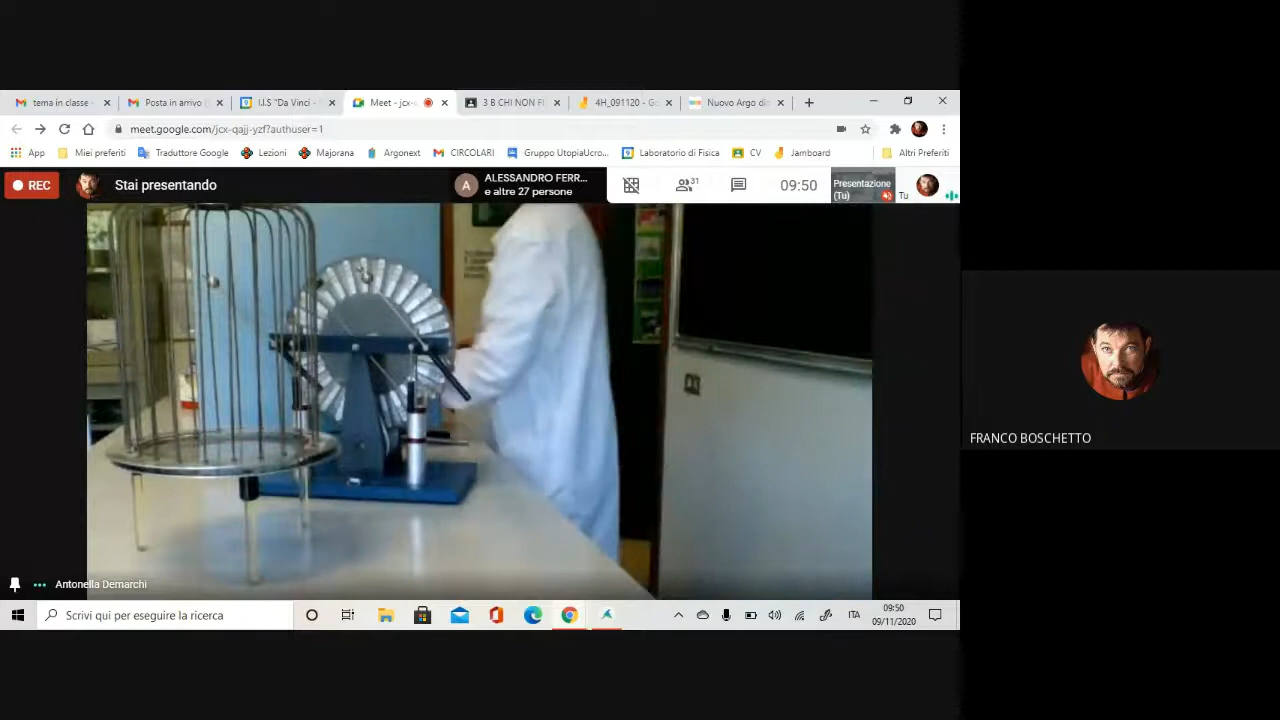 tema in classe -
Posta in arrivo
I.I.S "Da Vinci -
Meet - jcx-
3 B CHI NON F
4H_091120 - Go
Nuovo Argo di
meet.google.com/jcx-qajj-yzf?authuser=1
App
Miei preferiti
Traduttore Google
Lezioni
Majorana
Argonext
CIRCOLARI
Gruppo UtopiaUcro...
Laboratorio di Fisica
CV
Jamboard
Altri Preferiti
REC
Stai presentando
A
ALESSANDRO FERR...
e altre 27 persone
31
09:50
Presentazione
(Tu)
Tu
FRANCO BOSCHETTO
Antonella Demarchi
Scrivi qui per eseguire la ricerca
ITA
09:50
09/11/2020